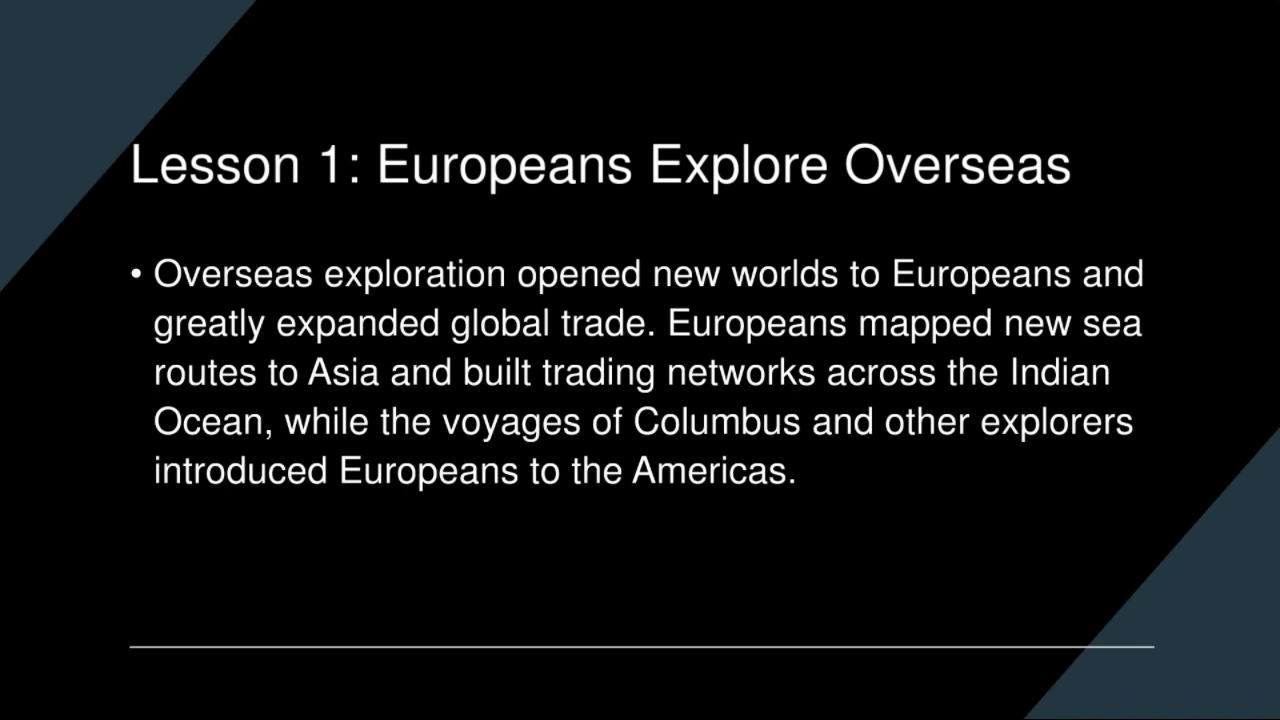 Lesson 1: Europeans Explore Overseas
• Overseas exploration opened new worlds to Europeans and
greatly expanded global trade. Europeans mapped new sea
routes to Asia and built trading networks across the Indian
Ocean, while the voyages of Columbus and other explorers
introduced Europeans to the Americas.